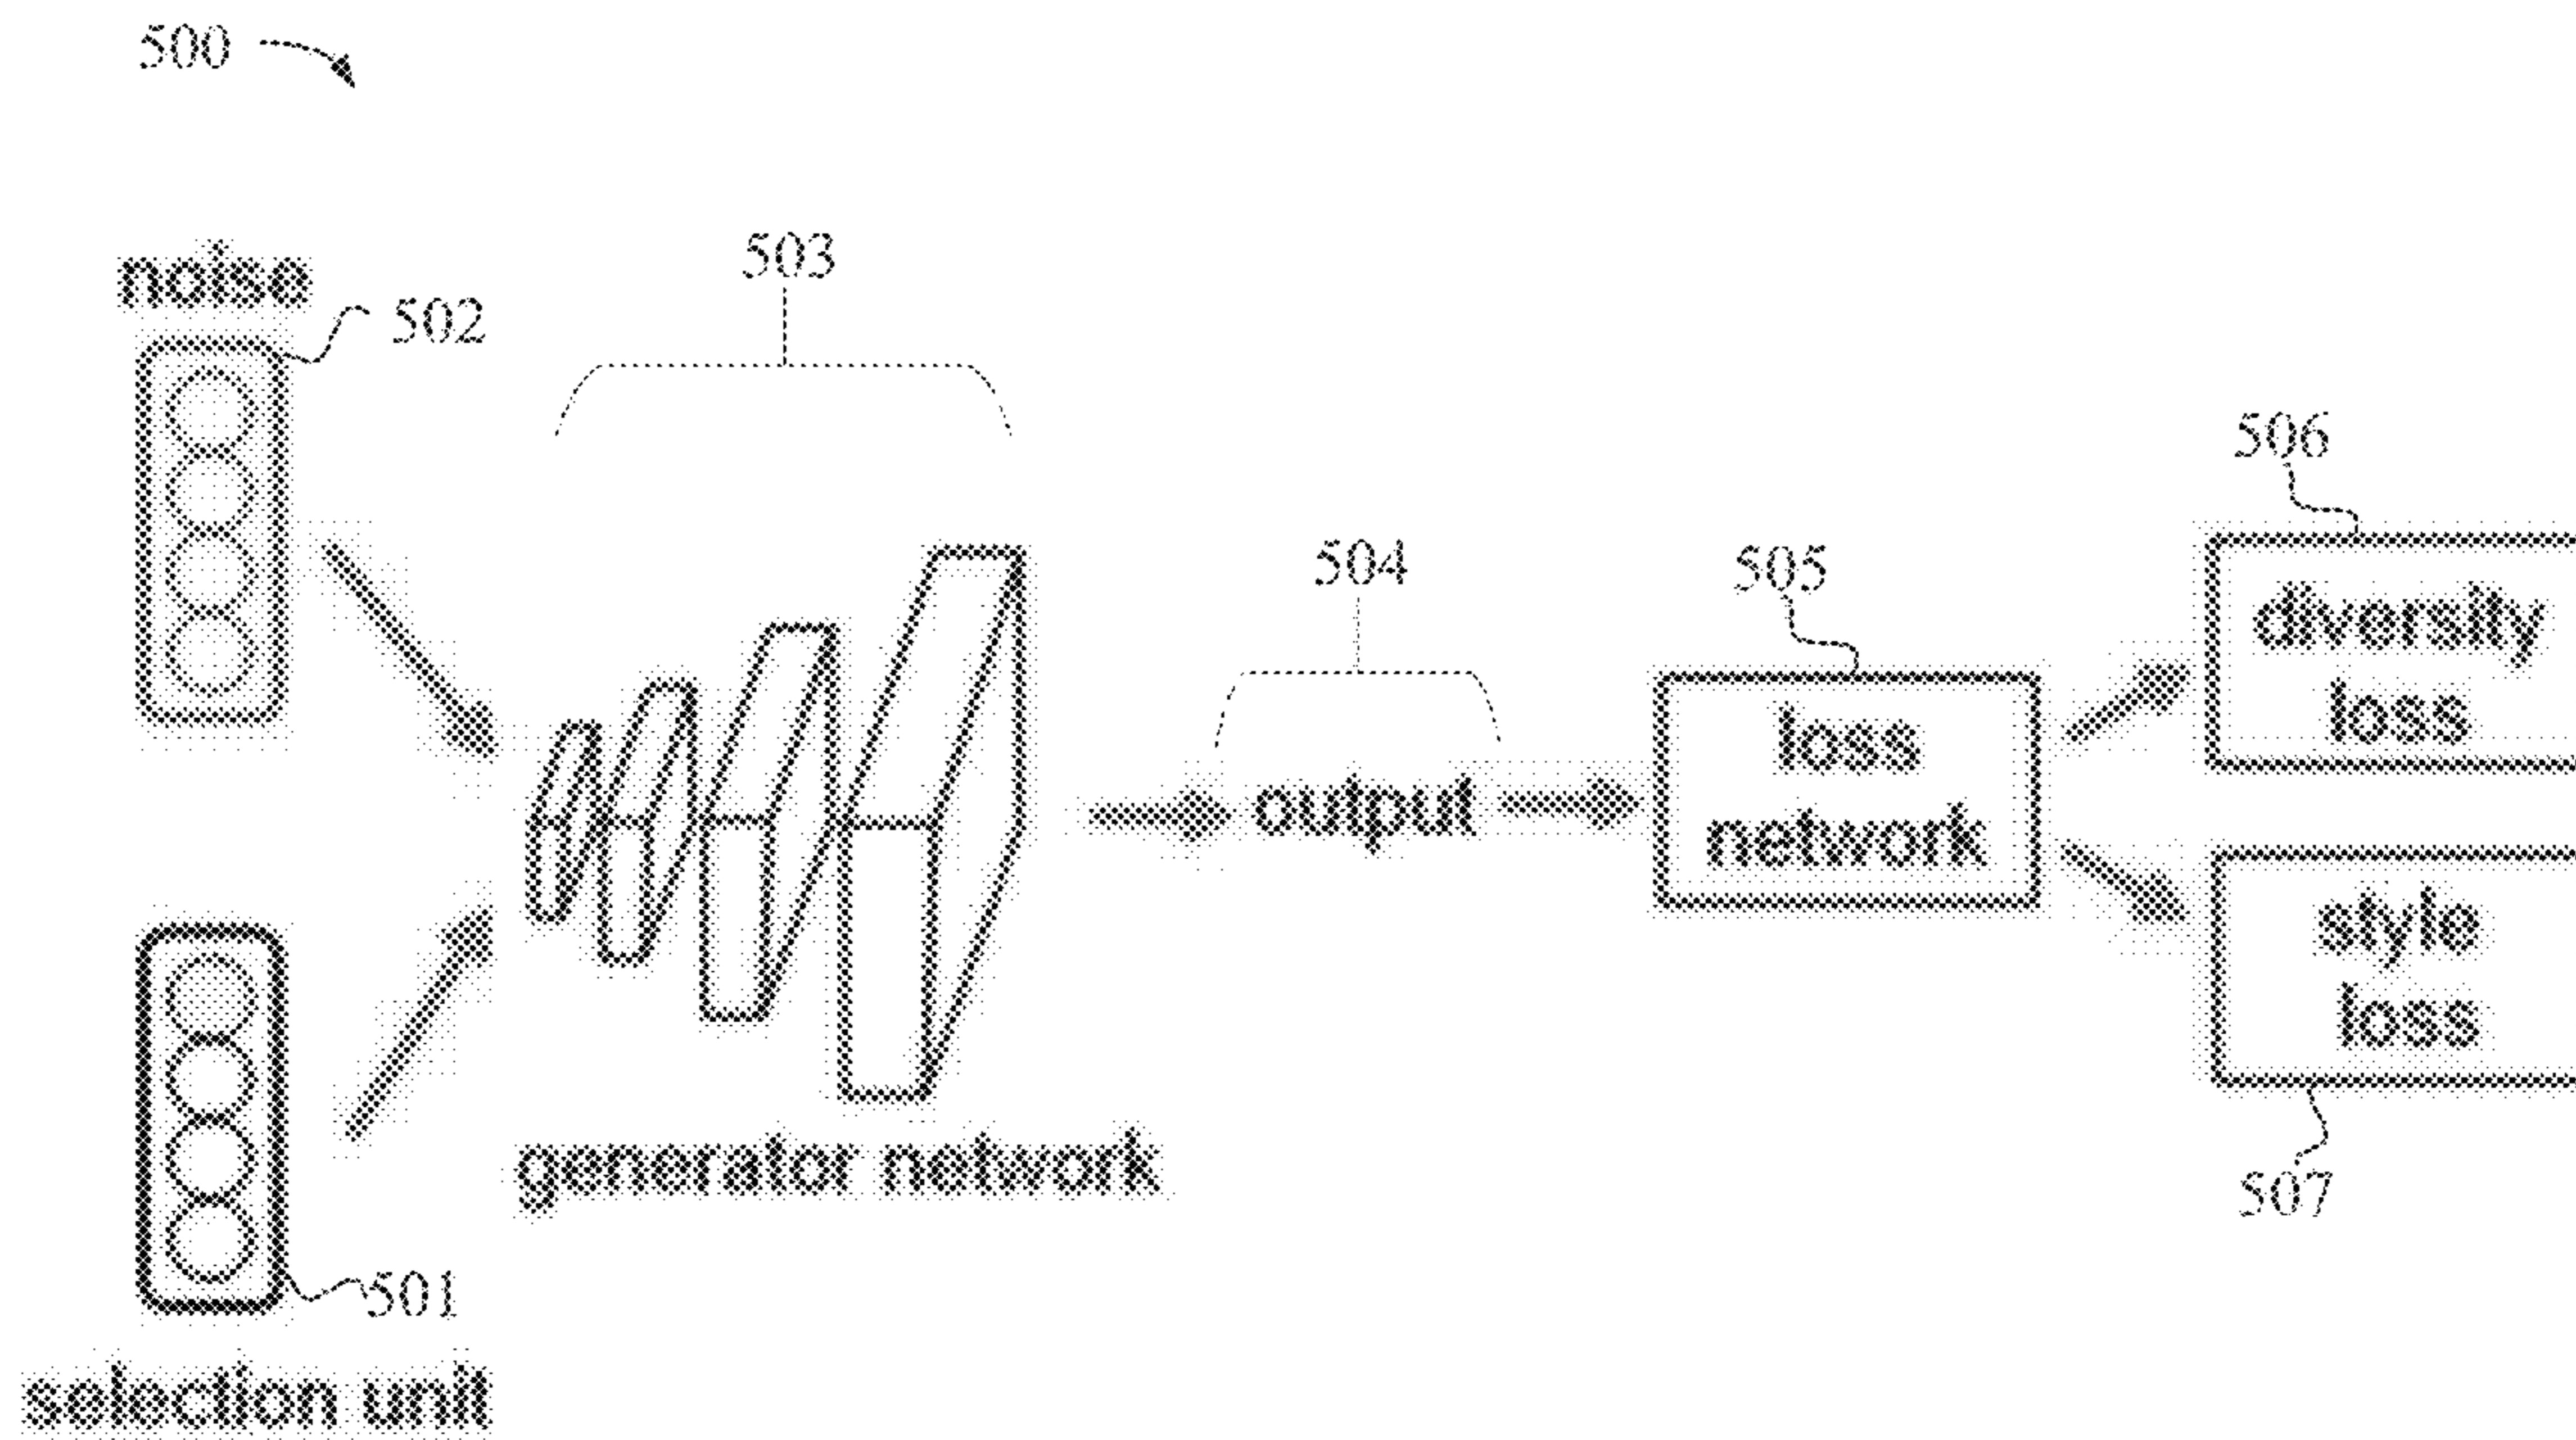 500
noise
502
503
504
505
506
diversity
loss
output
loss
network
style
loss
generator network
507
501
selection unit